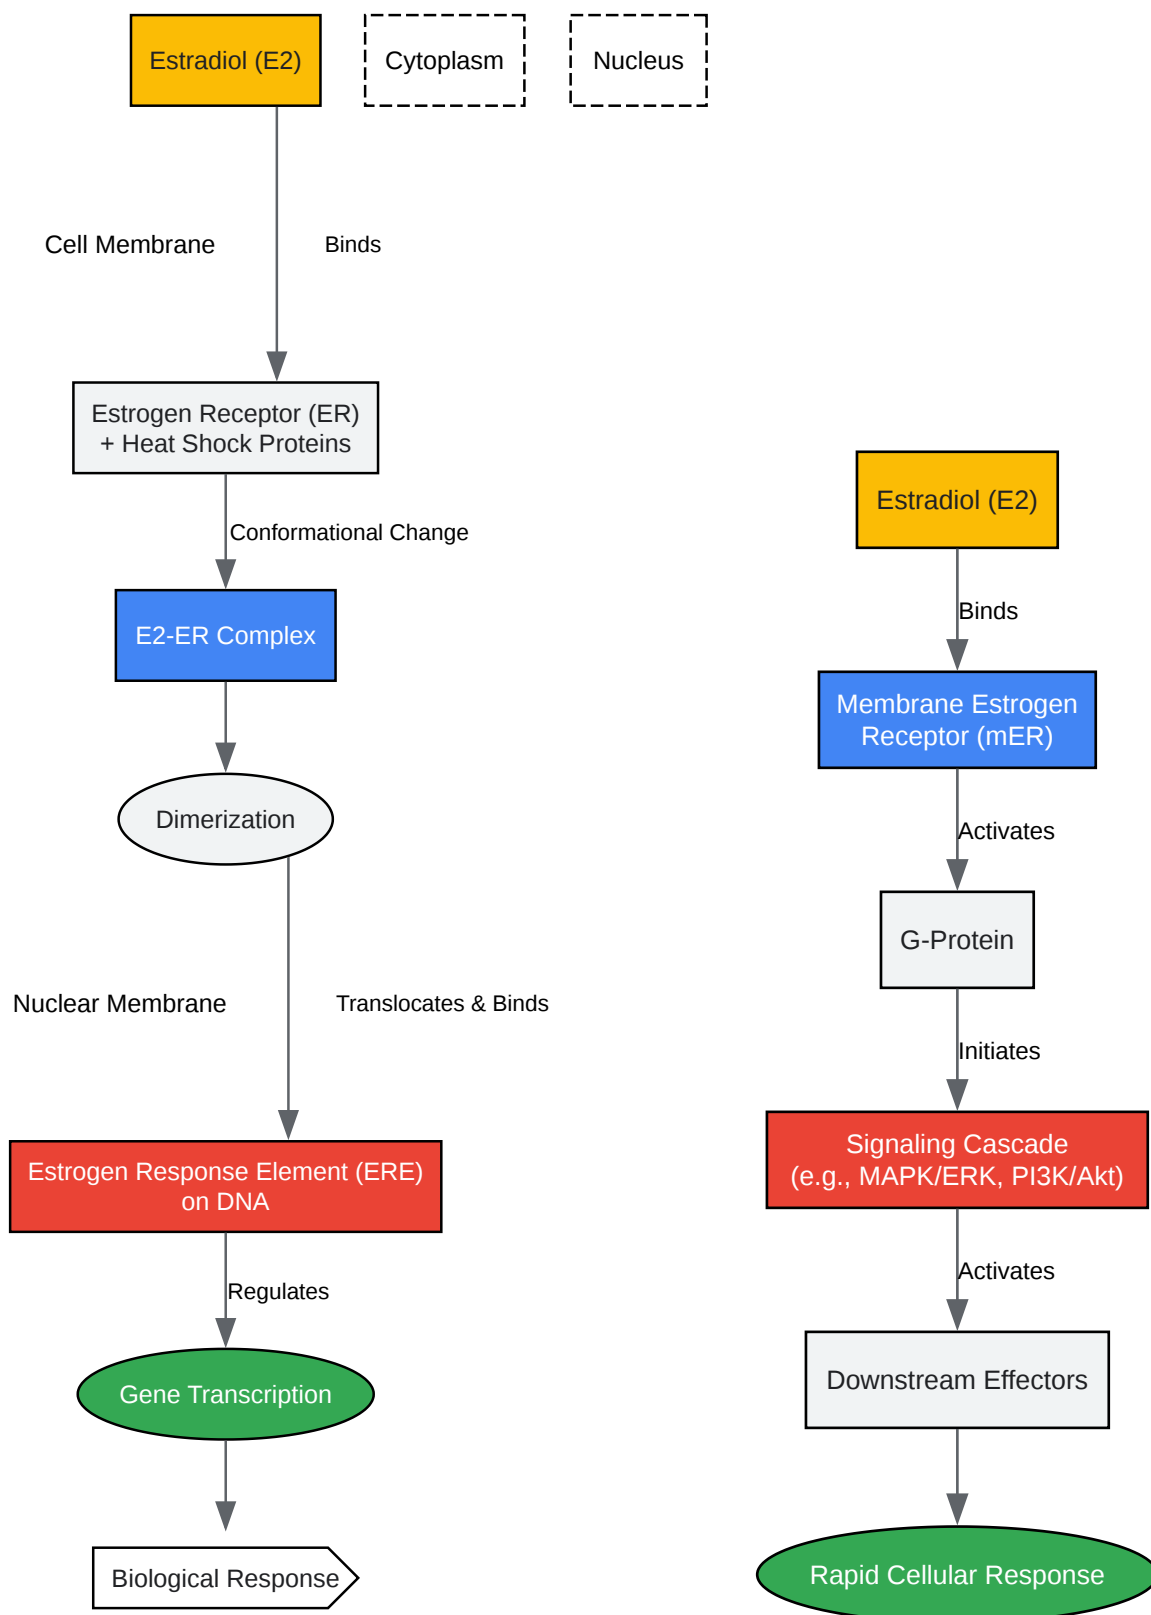 Estradiol (E2)
Cytoplasm
Nucleus
Cell Membrane
Binds
Estrogen Receptor (ER)
+ Heat Shock Proteins
Conformational Change
E2-ER Complex
Dimerization
Nuclear Membrane
Translocates & Binds
Estrogen Response Element (ERE)
on DNA
Regulates
Gene Transcription
Biological Response
Estradiol (E2)
Binds
Membrane Estrogen
Receptor (mER)
Activates
G-Protein
Initiates
Signaling Cascade
(e.g., MAPK/ERK, PI3K/Akt)
Activates
Downstream Effectors
Rapid Cellular Response